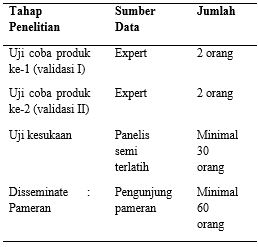 Tahap Sumber Jumlah
Penelitian Data
Uji coba produk Expert 2 orang
ke-1 (validasi I)
Uji coba produk Expert 2 orang
ke-2 (validasi II)
Uji kesukaan Panelis Minimal
semi 30
terlatih orang
Disseminate : Pengunjung Minimal
Pameran pameran 60
orang